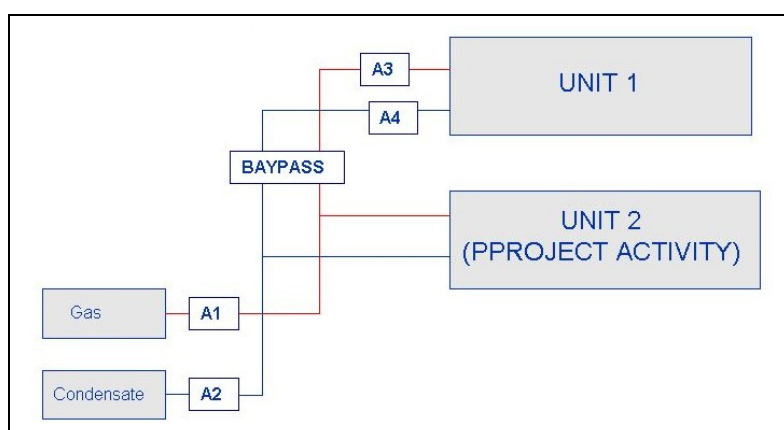 A3
UNIT 1
A4
BAYPASS
UNIT 2
(PPROJECT ACTIVITY)
Gas
A1
Condensate
A2